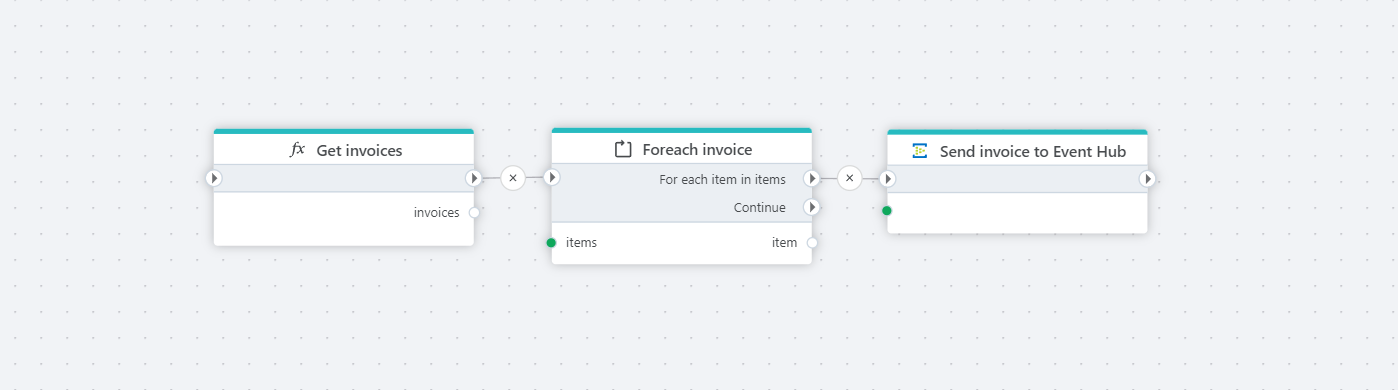 fx Get invoices
invoices
Foreach invoice
For each item in items
Continue
items
item
Send invoice to Event Hub